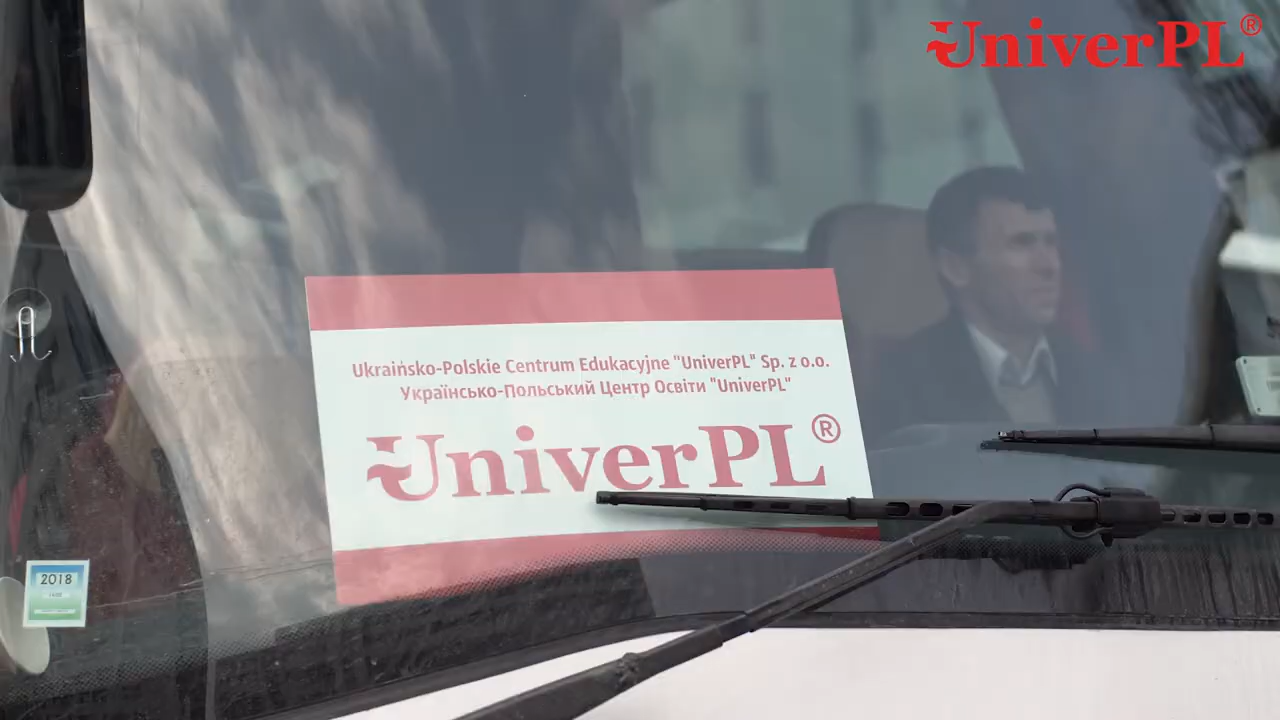 UniverPL®
Ukraińsko-Polskie Centrum Edukacyjne "UniverPL" Sp. z o.o.
Українсько-Польський Центр Освіти "UniverPL"
UniverPL®
2018